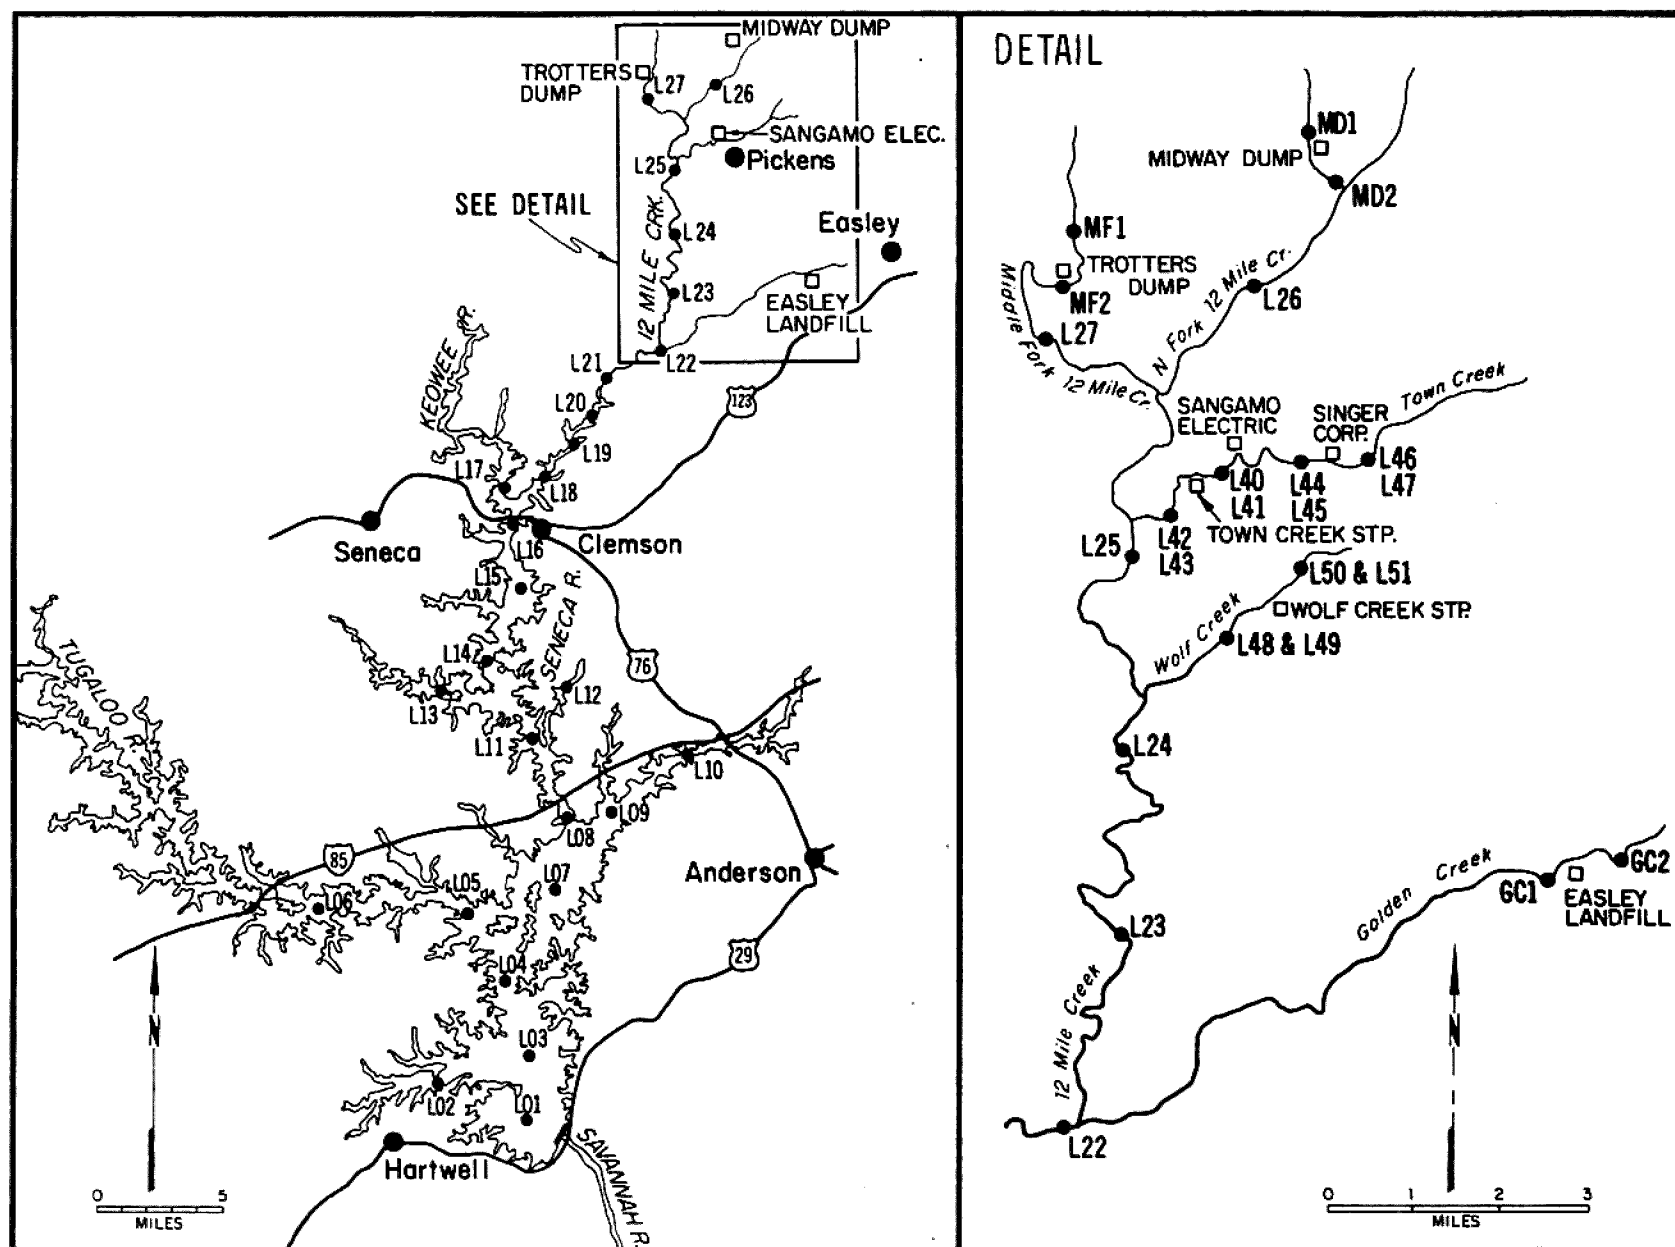 MIDWAY DUMP
TROTTERS
DUMP
L27
L26
SANGAMO ELEC.
Pickens
L25
SEE DETAIL
12 MILE CRK.
L24
Easley
L23
EASLEY
LANDFILL
L22
KEOWEE R.
L21
L20
L19
123
L17
L18
Seneca
L16
Clemson
L15
SENECA R.
L14
76
TUGALOO
L13
L12
L11
L10
L08
L09
85
Anderson
L07
L05
L06
29
L04
N
L03
L02
L01
Hartwell
SAVANNAH R.
0 5
MILES
DETAIL
MD1
MIDWAY DUMP
MD2
MF1
TROTTERS
DUMP
MF2
Middle Fork 12 Mile Cr.
N Fork 12 Mile Cr.
L26
L27
SANGAMO
ELECTRIC
SINGER
CORP.
Town Creek
L46
L47
L40
L41
L44
L45
TOWN CREEK STP.
L42
L43
L25
L50 & L51
WOLF CREEK STP.
Wolf Creek
L48 & L49
L24
GC2
GC1
EASLEY
LANDFILL
Golden Creek
L23
12 Mile Creek
N
L22
0 1 2 3
MILES